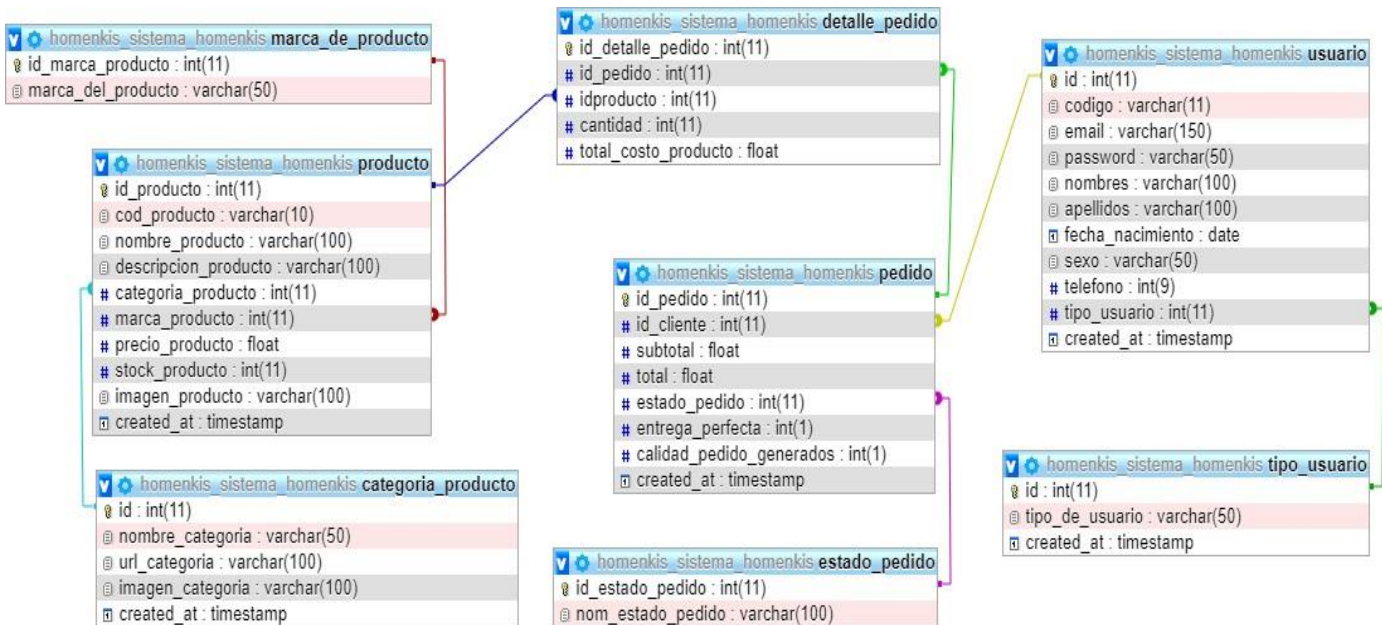 homenkis_sistema_homenkis marca_de_producto
id_marca_producto : int(11)
marca_del_producto : varchar(50)
homenkis_sistema_homenkis producto
id_producto : int(11)
cod_producto : varchar(10)
nombre_producto : varchar(100)
descripcion_producto : varchar(100)
# categoria_producto : int(11)
# marca_producto : int(11)
# precio_producto : float
# stock_producto : int(11)
imagen_producto : varchar(100)
created_at : timestamp
homenkis_sistema_homenkis categoria_producto
id : int(11)
nombre_categoria : varchar(50)
url_categoria : varchar(100)
imagen_categoria : varchar(100)
created_at : timestamp
homenkis_sistema_homenkis detalle_pedido
id_detalle_pedido : int(11)
# id_pedido : int(11)
# idproducto : int(11)
# cantidad : int(11)
# total_costo_producto : float
homenkis_sistema_homenkis pedido
id_pedido : int(11)
# id_cliente : int(11)
# subtotal : float
# total : float
# estado_pedido : int(11)
# entrega_perfecta : int(1)
# calidad_pedido_generados : int(1)
created_at : timestamp
homenkis_sistema_homenkis estado_pedido
id_estado_pedido : int(11)
nom_estado_pedido : varchar(100)
homenkis_sistema_homenkis usuario
id : int(11)
codigo : varchar(11)
email : varchar(150)
password : varchar(50)
nombres : varchar(100)
apellidos : varchar(100)
fecha_nacimiento : date
sexo : varchar(50)
# telefono : int(9)
# tipo_usuario : int(11)
created_at : timestamp
homenkis_sistema_homenkis tipo_usuario
id : int(11)
tipo_de_usuario : varchar(50)
created_at : timestamp